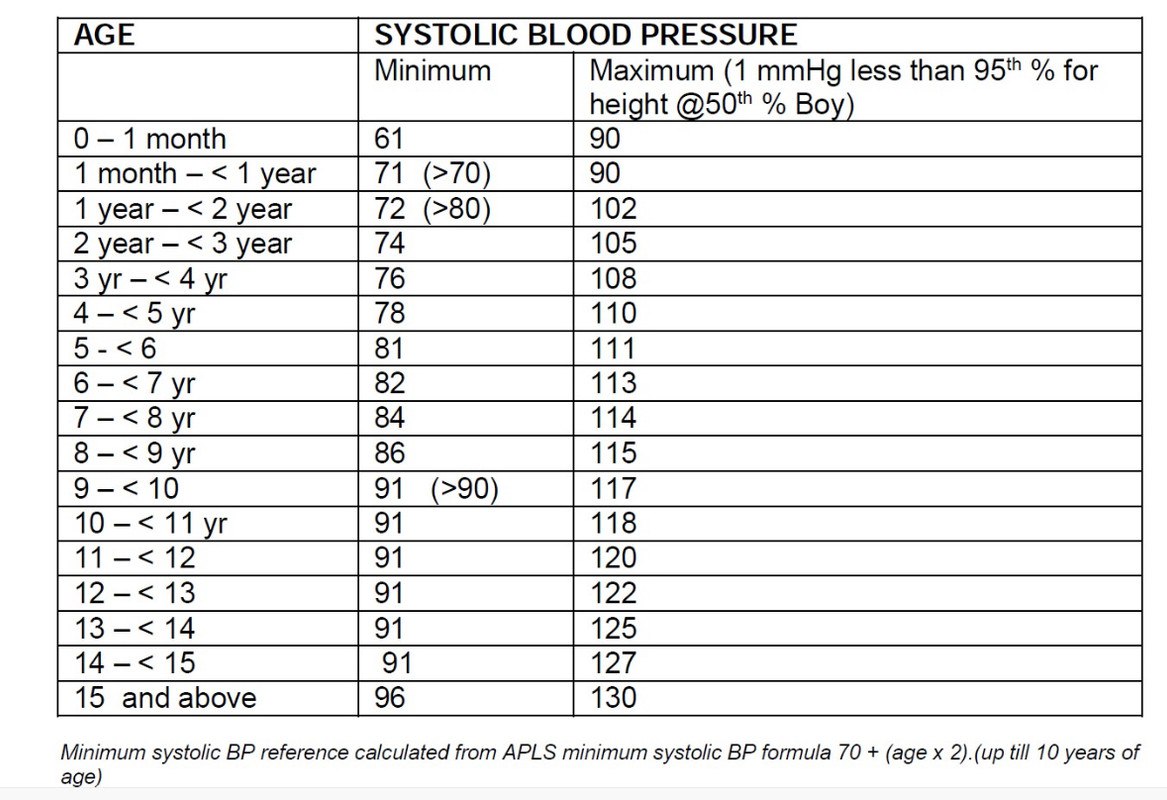 AGE SYSTOLIC BLOOD PRESSURE
Minimum Maximum (1 mmHg less than 95th % for
height @50th % Boy)
0 – 1 month 61 90
1 month – < 1 year 71 (>70) 90
1 year – < 2 year 72 (>80) 102
2 year – < 3 year 74 105
3 yr – < 4 yr 76 108
4 – < 5 yr 78 110
5 - < 6 81 111
6 – < 7 yr 82 113
7 – < 8 yr 84 114
8 – < 9 yr 86 115
9 – < 10 91 (>90) 117
10 – < 11 yr 91 118
11 – < 12 91 120
12 – < 13 91 122
13 – < 14 91 125
14 – < 15 91 127
15 and above 96 130
Minimum systolic BP reference calculated from APLS minimum systolic BP formula 70 + (age x 2).(up till 10 years of
age)